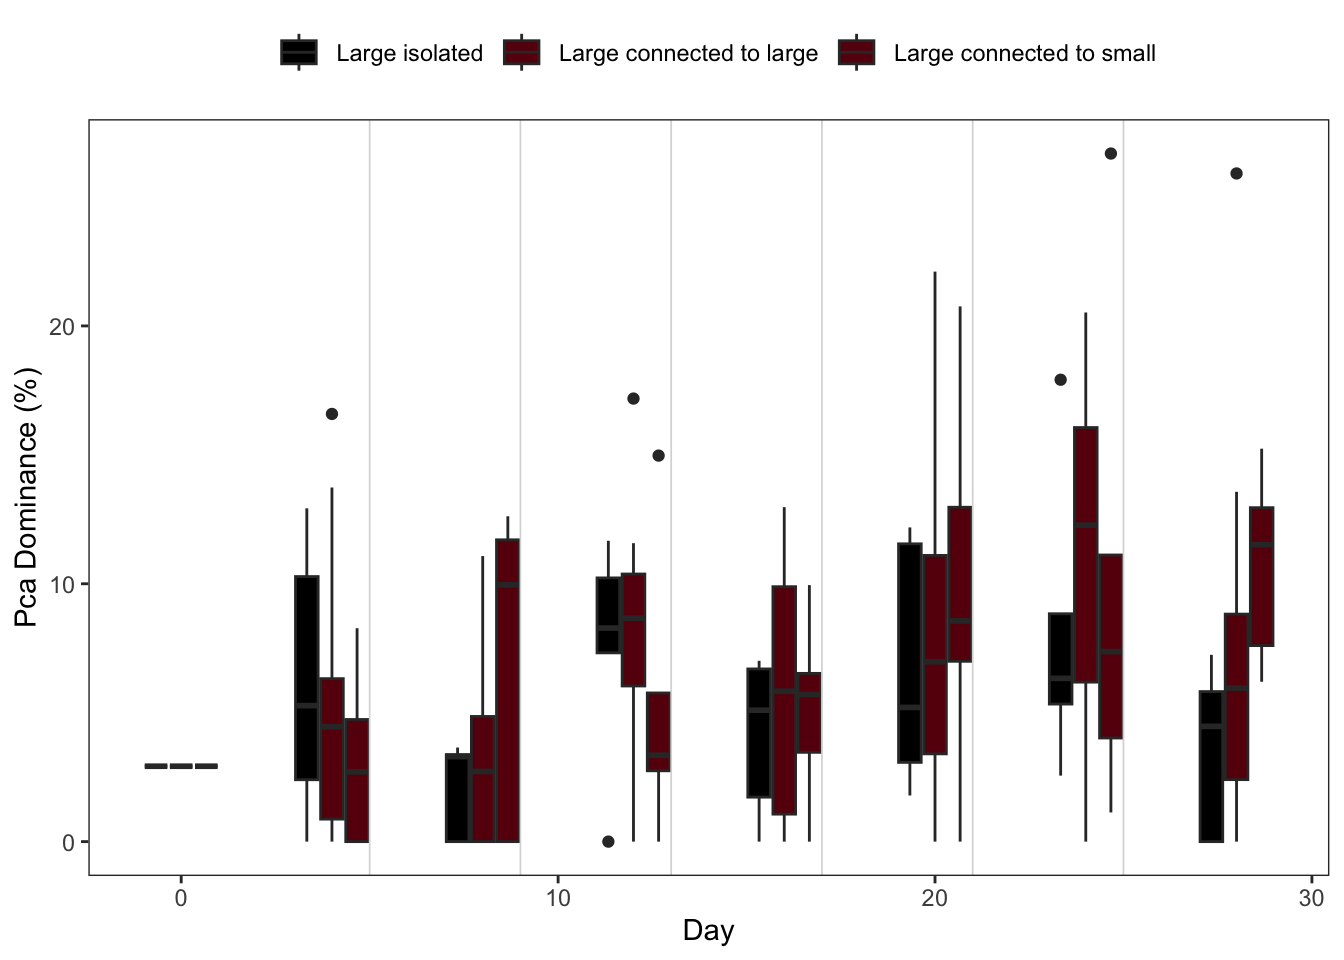 Large isolated Large connected to large Large connected to small
Pca Dominance (%)
20
10
0
0 10 20 30
Day